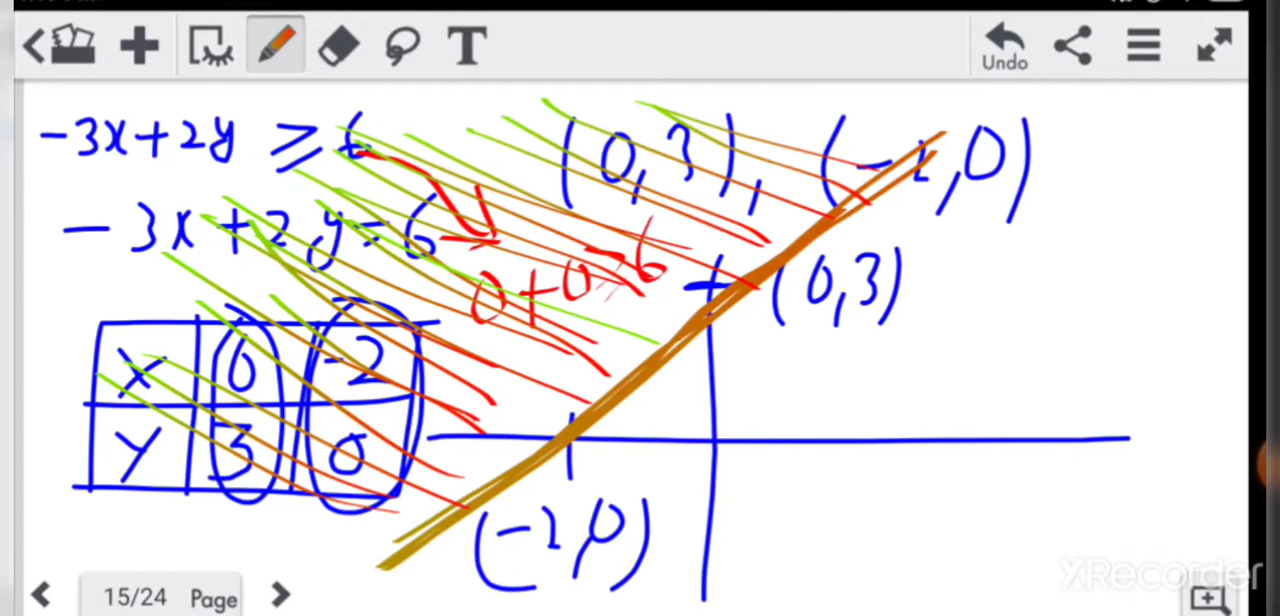 Undo
-3x+2y ≥ 6 (0,3), (-2,0)
-3x+2y=6
0+0≥6
(0,3)
x 0 -2
y 3 0
(-2,0)
15/24 Page
XRecorder